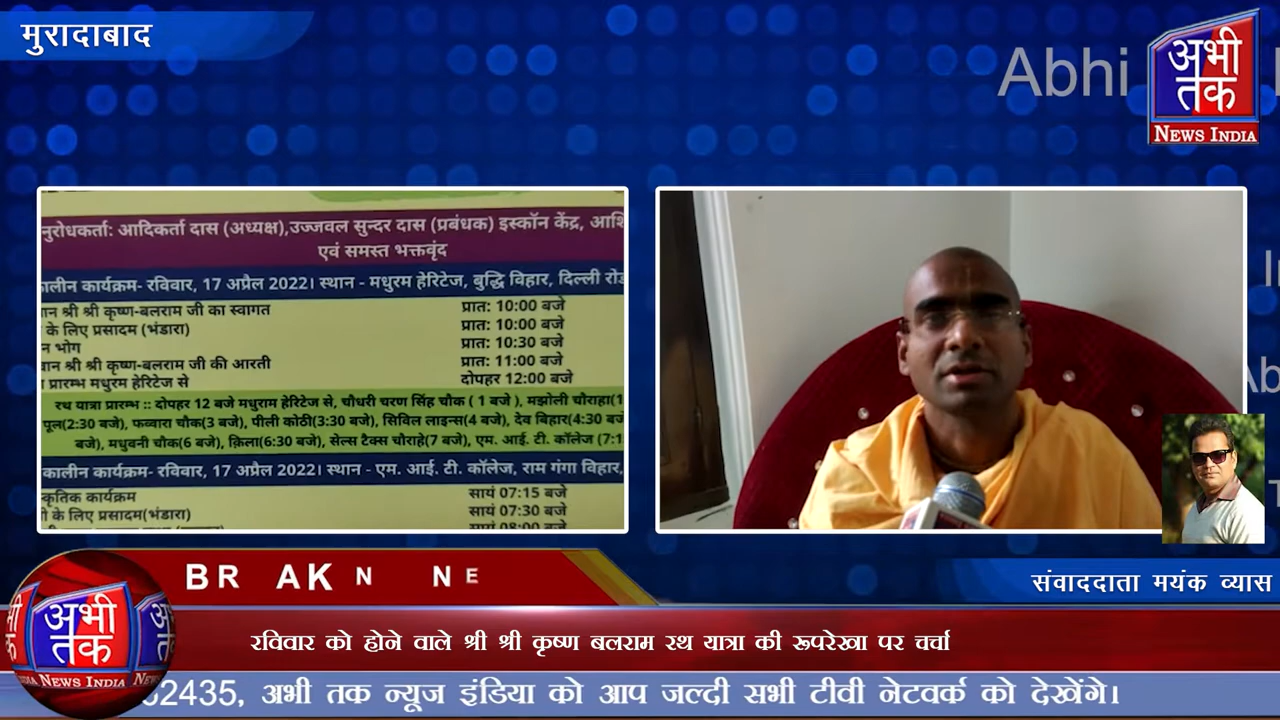 मुरादाबाद
Abhi
अभी
तक
NEWS INDIA
नुरोधकर्ता: आदिकर्ता दास (अध्यक्ष),उज्जवल सुन्दर दास (प्रबंधक) इस्कॉन केंद्र, आशि
एवं समस्त भक्तवृंद
कालीन कार्यक्रम- रविवार, 17 अप्रैल 2022। स्थान - मधुरम हेरिटेज, बुद्धि विहार, दिल्ली रोड
ान श्री श्री कृष्ण-बलराम जी का स्वागत प्रात: 10:00 बजे
ी के लिए प्रसादम (भंडारा) प्रात: 10:00 बजे
न भोग प्रात: 10:30 बजे
ान श्री श्री कृष्ण-बलराम जी की आरती प्रात: 11:00 बजे
ा प्रारम्भ मधुरम हेरिटेज से दोपहर 12:00 बजे
रथ यात्रा प्रारम्भ :: दोपहर 12 बजे मधुराम हेरिटेज से, चौधरी चरण सिंह चौक ( 1 बजे ), मझोली चौराहा(1
पूल(2:30 बजे), फव्वारा चौक(3 बजे), पीली कोठी(3:30 बजे), सिविल लाइन्स(4 बजे), देव बिहार(4:30 बजे
बजे), मधुवनी चौक(6 बजे), क़िला(6:30 बजे), सेल्स टैक्स चौराहे(7 बजे), एम. आई. टी. कॉलेज (7:1
कालीन कार्यक्रम- रविवार, 17 अप्रैल 2022। स्थान - एम. आई. टी. कॉलेज, राम गंगा विहार,
कृतिक कार्यक्रम सायं 07:15 बजे
ी के लिए प्रसादम(भंडारा) सायं 07:30 बजे
सायं 08:00 बजे
BR AK N N E
संवाददाता मयंक व्यास
अभी
तक
NEWS INDIA
रविवार को होने वाले श्री श्री कृष्ण बलराम रथ यात्रा की रूपरेखा पर चर्चा
62435, अभी तक न्यूज इंडिया को आप जल्दी सभी टीवी नेटवर्क को देखेंगे।